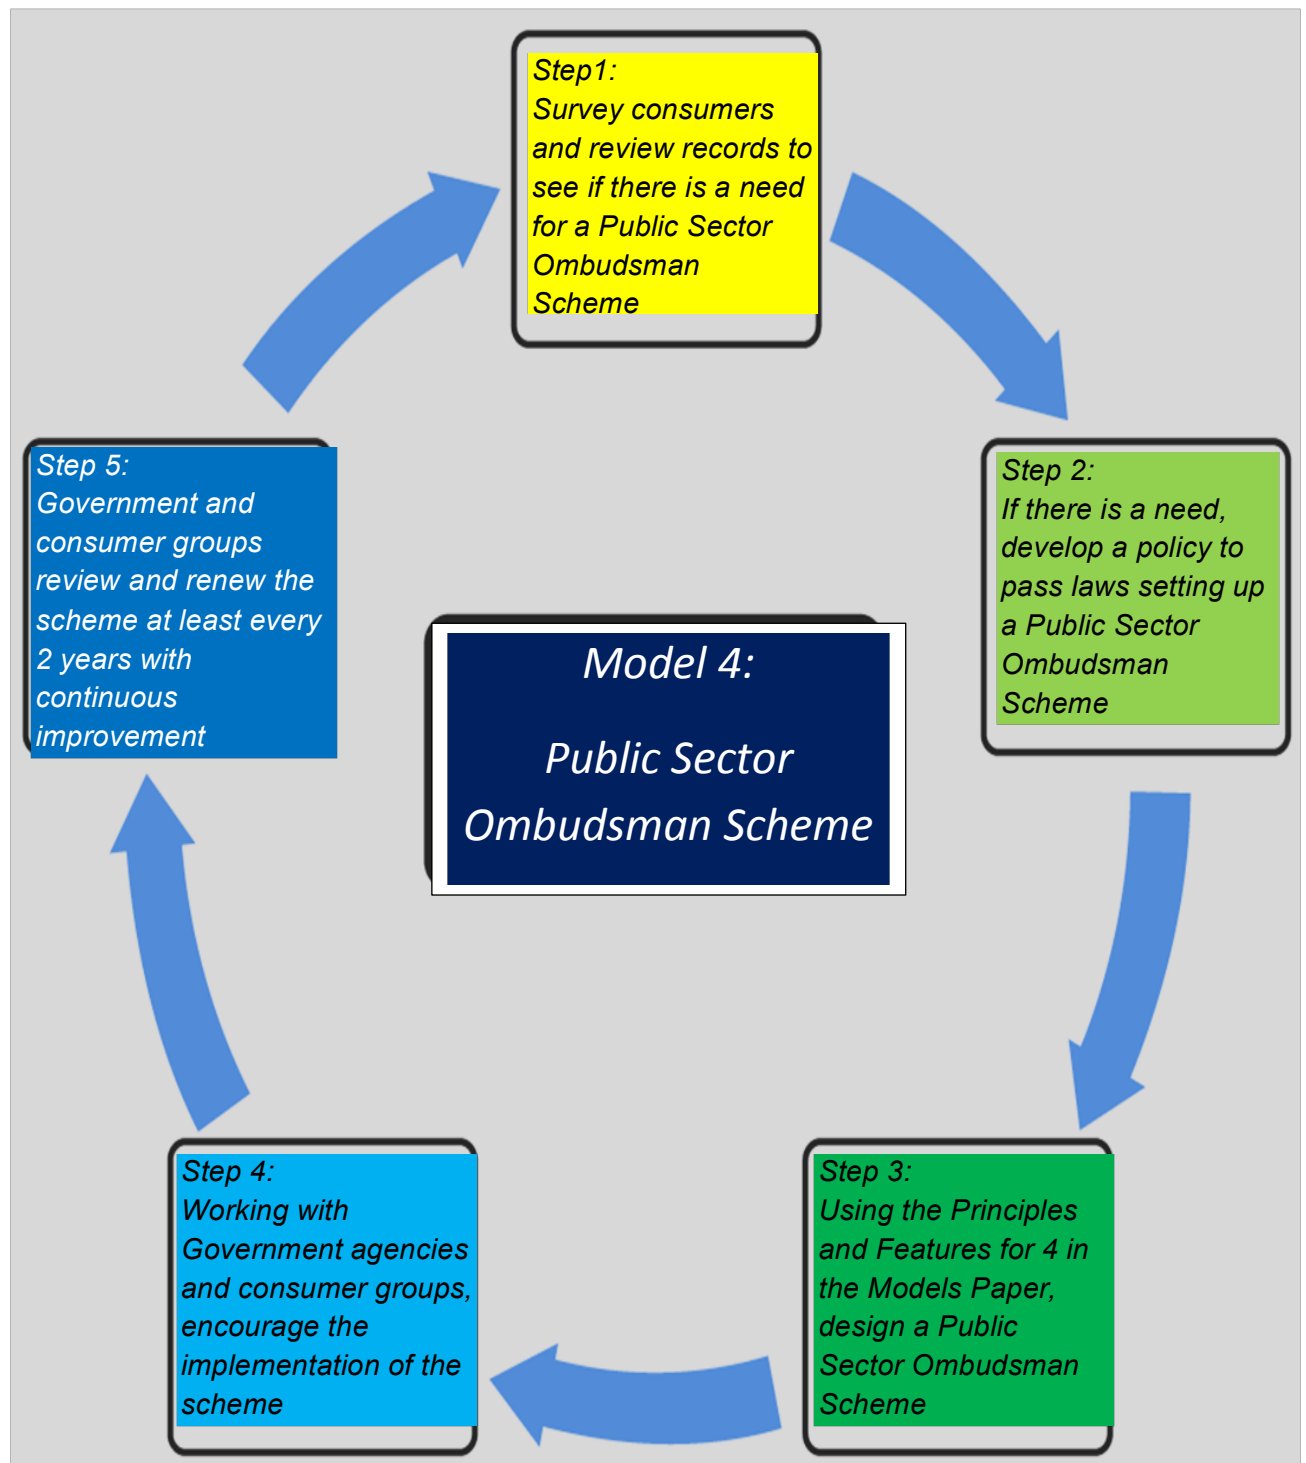 Step1:
Survey consumers
and review records to
see if there is a need
for a Public Sector
Ombudsman
Scheme
Step 2:
If there is a need,
develop a policy to
pass laws setting up
a Public Sector
Ombudsman
Scheme
Step 3:
Using the Principles
and Features for 4 in
the Models Paper,
design a Public
Sector Ombudsman
Scheme
Step 4:
Working with
Government agencies
and consumer groups,
encourage the
implementation of the
scheme
Step 5:
Government and
consumer groups
review and renew the
scheme at least every
2 years with
continuous
improvement
Model 4:
Public Sector
Ombudsman Scheme